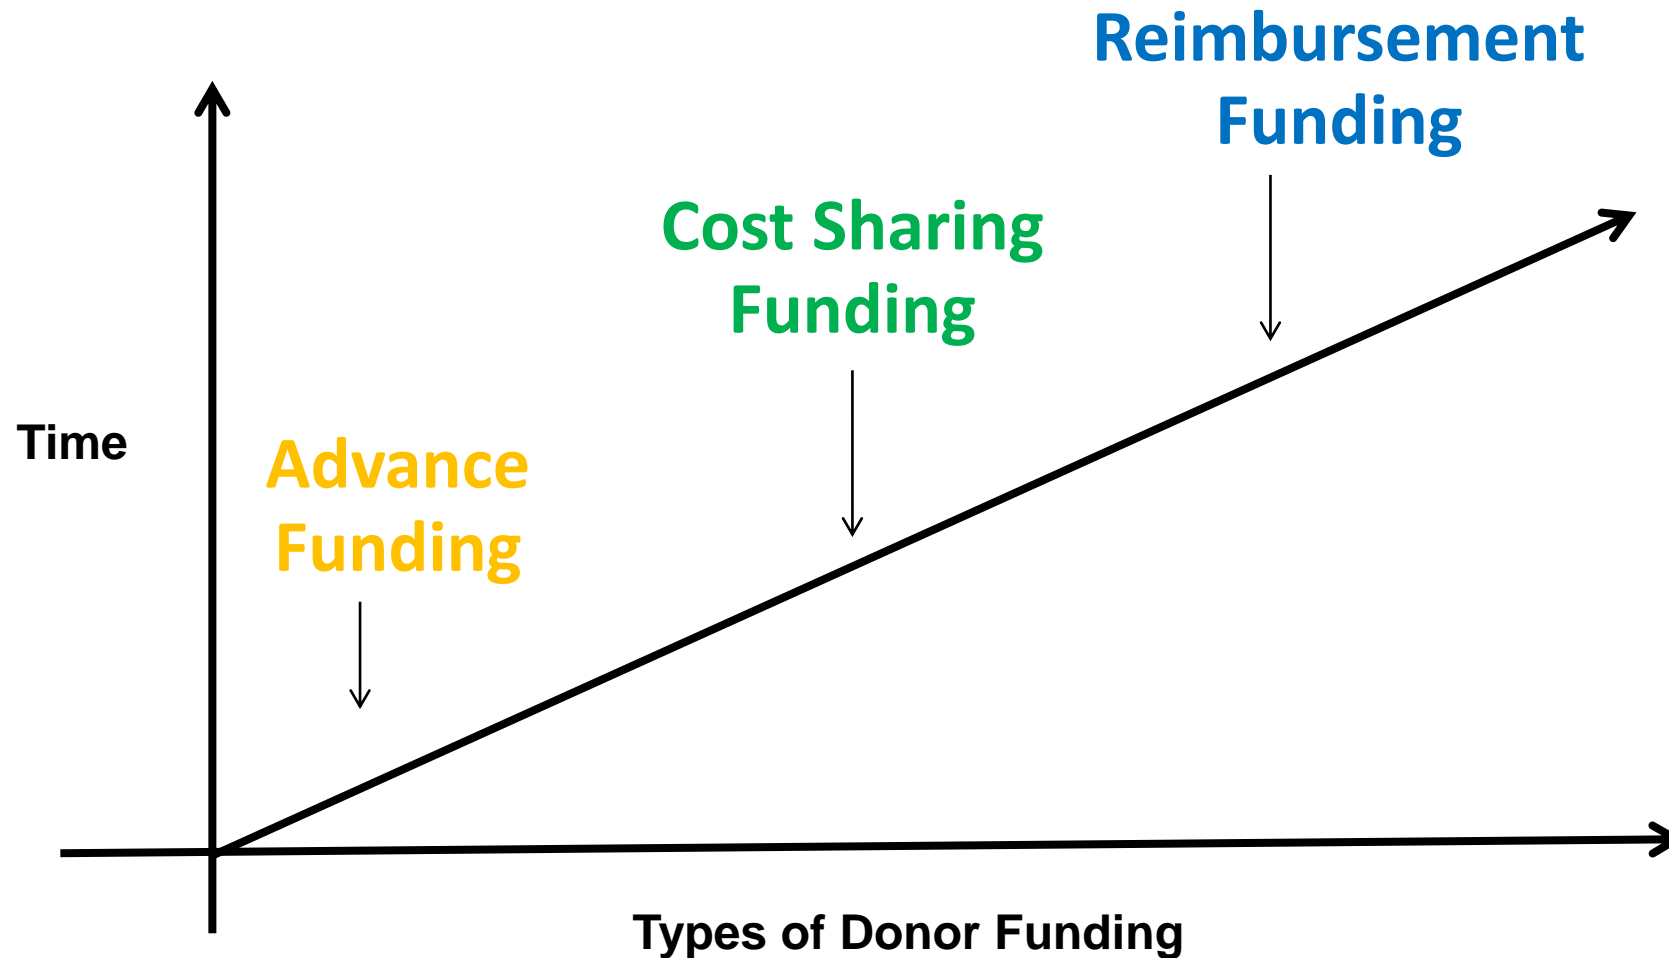 Reimbursement
Funding
Cost Sharing
Funding
Time
Advance
Funding
Types of Donor Funding